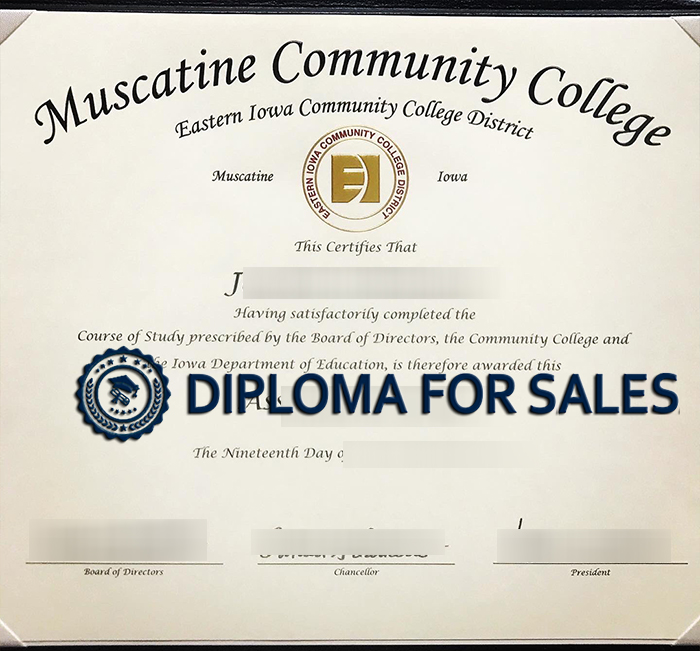 Muscatine Community College
Eastern Iowa Community College District
EASTERN IOWA COMMUNITY COLLEGE DISTRICT
EI
Muscatine Iowa
This Certifies That
J
Having satisfactorily completed the
Course of Study prescribed by the Board of Directors, the Community College and
Iowa Department of Education, is therefore awarded this
Ass
DIPLOMA FOR SALES
The Nineteenth Day
Board of Directors
Chancellor
President